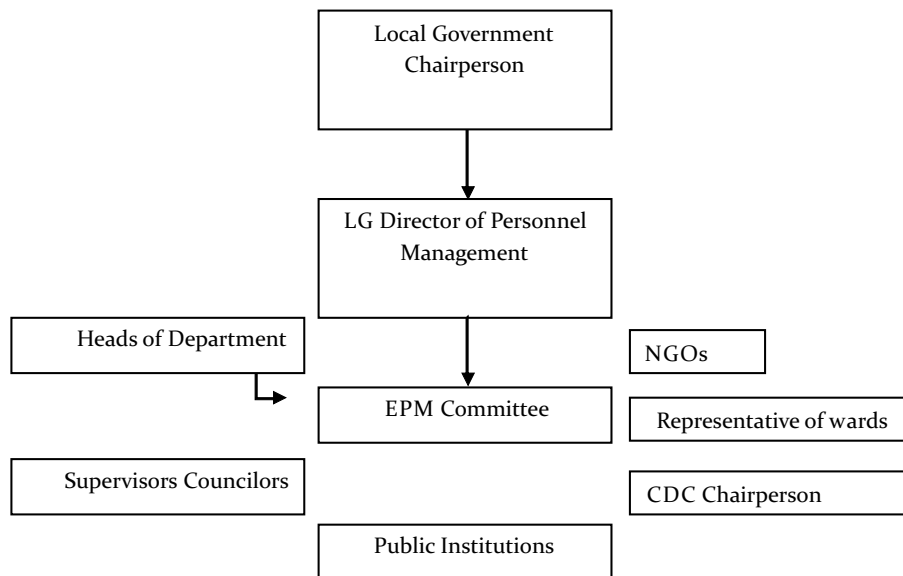 Local Government
Chairperson
LG Director of Personnel
Management
Heads of Department
NGOs
EPM Committee
Representative of wards
Supervisors Councilors
CDC Chairperson
Public Institutions